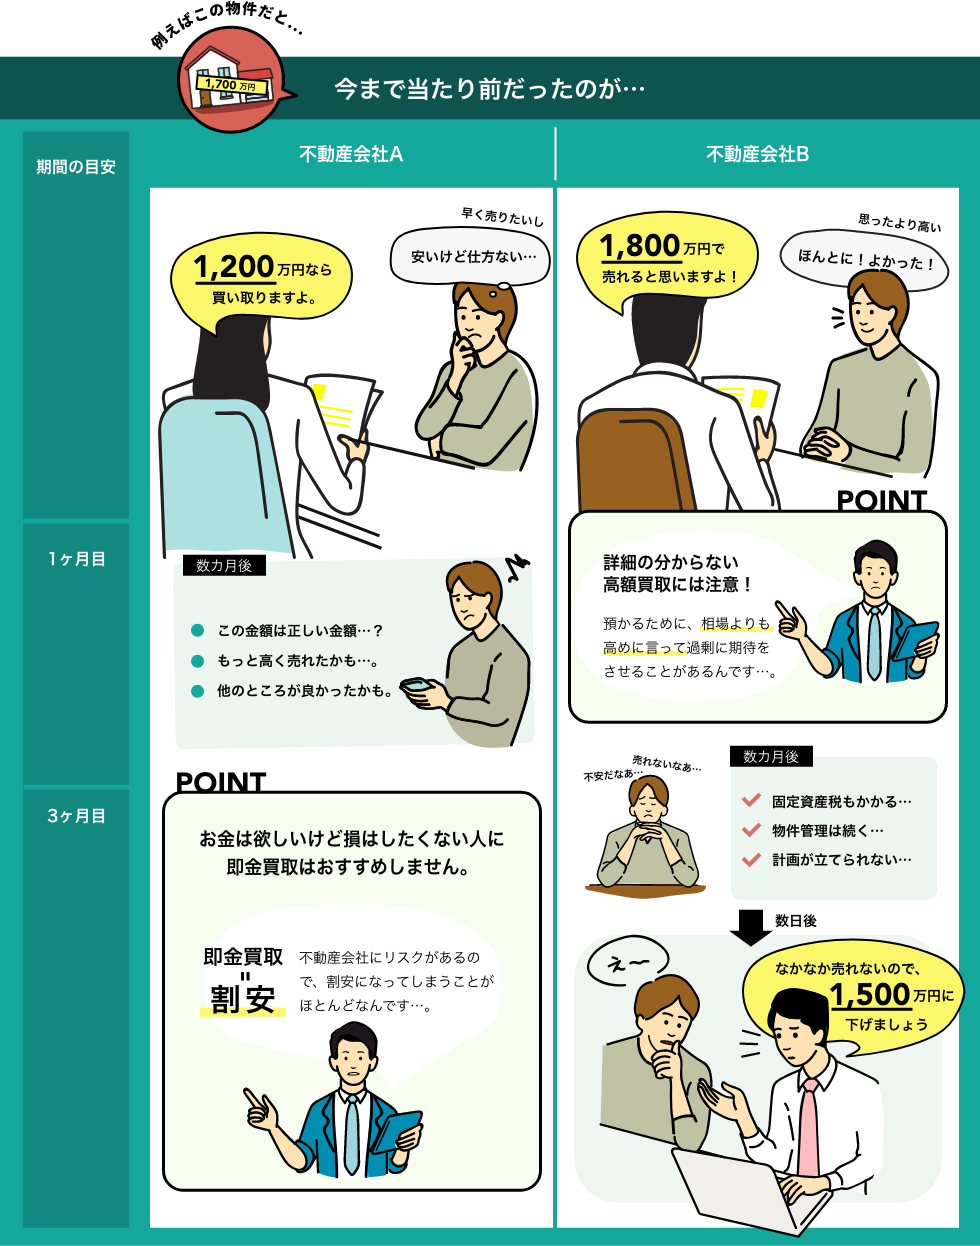 例えばこの物件だと…
1,700万円
今まで当たり前だったのが…
期間の目安
不動産会社A
不動産会社B
早く売りたいし
安いけど仕方ない…
1,200万円なら
買い取りますよ。
思ったより高い
ほんとに！よかった！
1,800万円で
売れると思いますよ！
1ヶ月目
数カ月後
この金額は正しい金額…？
もっと高く売れたかも…。
他のところが良かったかも。
POINT
詳細の分からない
高額買取には注意！
預かるために、相場よりも
高めに言って過剰に期待を
させることがあるんです…。
3ヶ月目
POINT
お金は欲しいけど損はしたくない人に
即金買取はおすすめしません。
即金買取
=
割安
不動産会社にリスクがあるの
で、割安になってしまうことが
ほとんどなんです…。
売れないなあ…
不安だなあ…
数カ月後
固定資産税もかかる…
物件管理は続く…
計画が立てられない…
数日後
え〜
なかなか売れないので、
1,500万円に
下げましょう